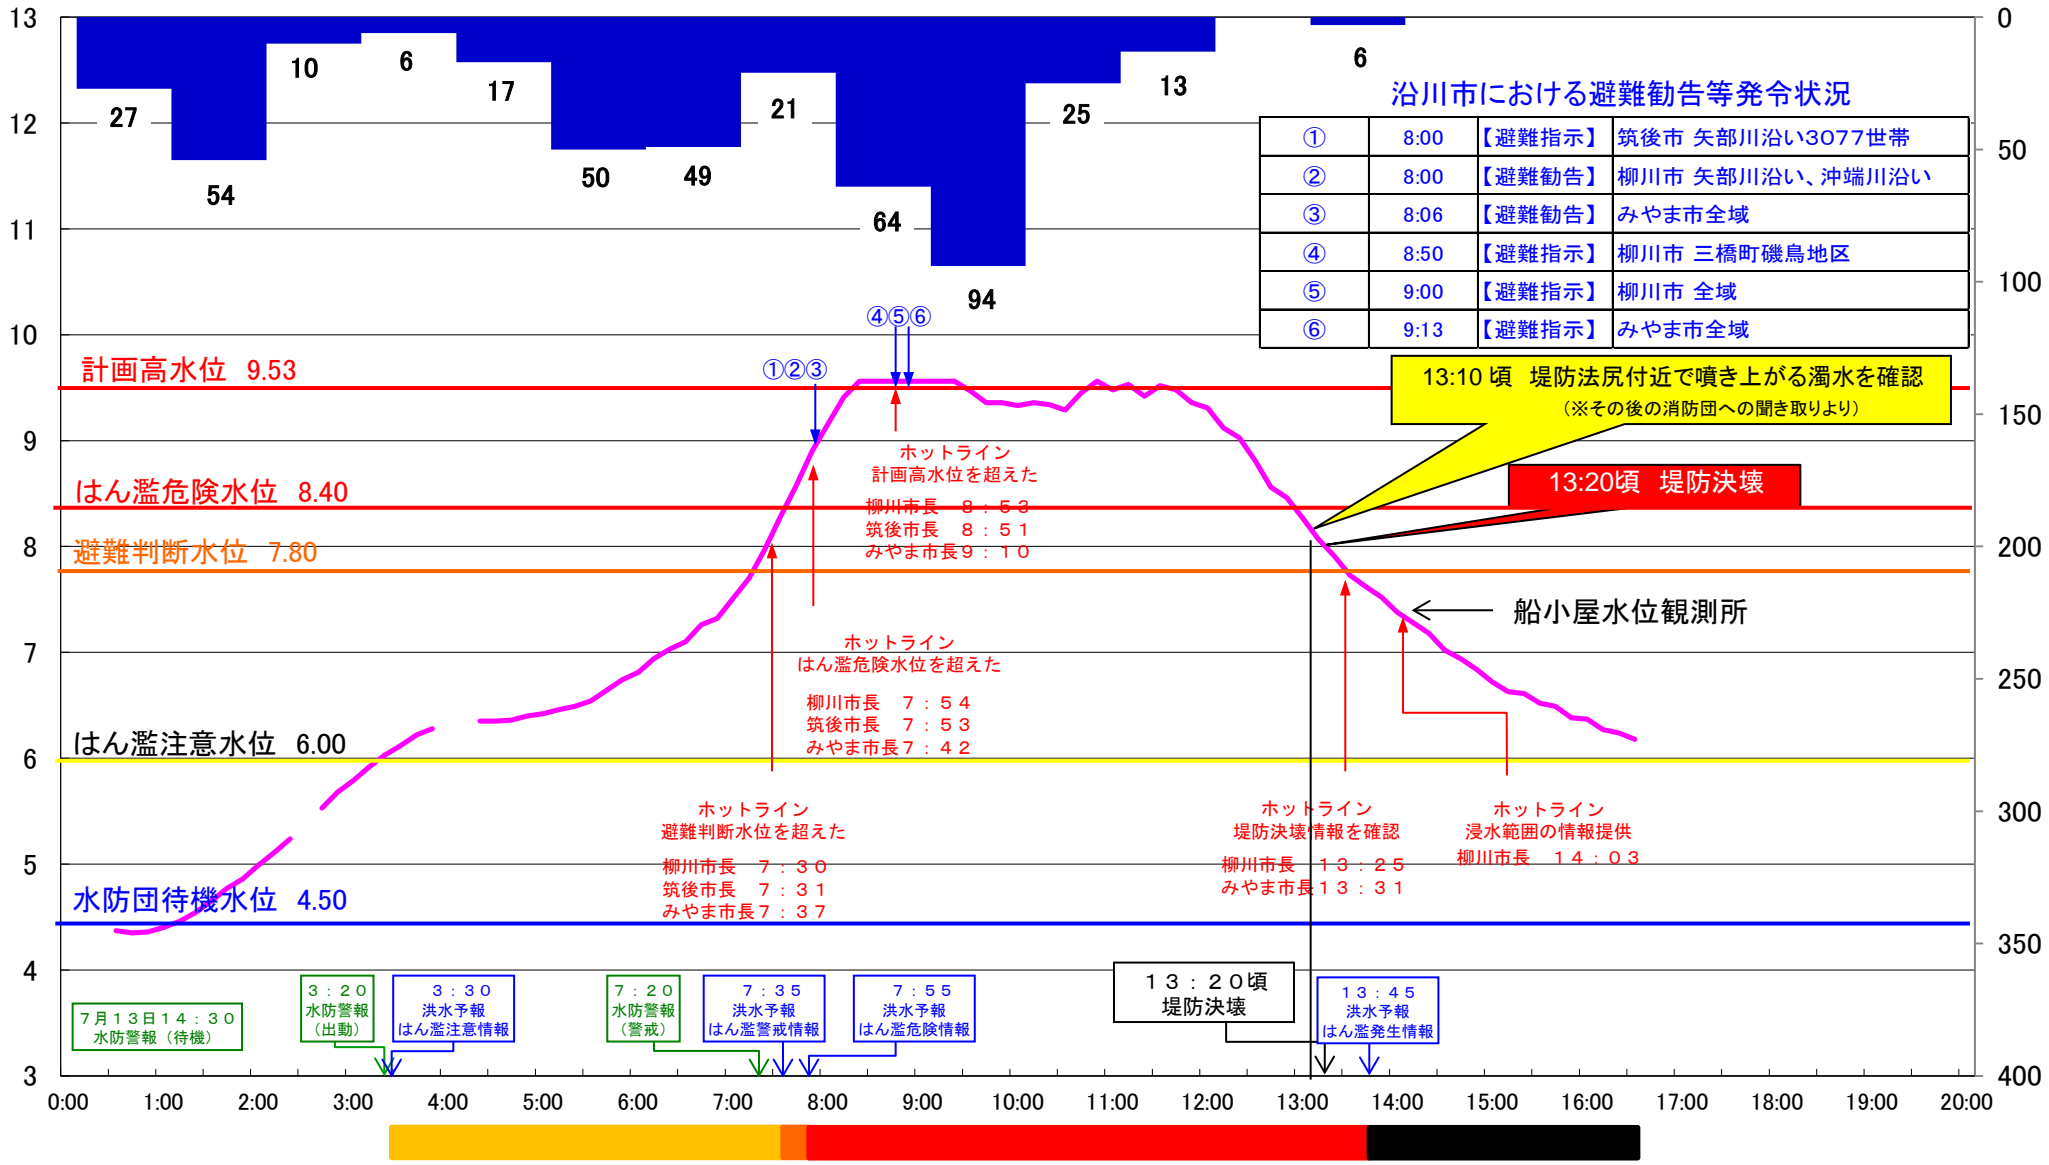 13
12
11
10
9
8
7
6
5
4
3
0
50
100
150
200
250
300
350
400
27
54
10
6
17
50
49
21
64
94
25
13
6
沿川市における避難勧告等発令状況
① 8:00 【避難指示】 筑後市 矢部川沿い3077世帯
② 8:00 【避難勧告】 柳川市 矢部川沿い、沖端川沿い
③ 8:06 【避難勧告】 みやま市全域
④ 8:50 【避難指示】 柳川市 三橋町磯鳥地区
⑤ 9:00 【避難指示】 柳川市 全域
⑥ 9:13 【避難指示】 みやま市全域
④⑤⑥
①②③
計画高水位 9.53
はん濫危険水位 8.40
避難判断水位 7.80
はん濫注意水位 6.00
水防団待機水位 4.50
13:10 頃 堤防法尻付近で噴き上がる濁水を確認
(※その後の消防団への聞き取りより)
13:20頃 堤防決壊
船小屋水位観測所
ホットライン
計画高水位を超えた
柳川市長 8:53
筑後市長 8:51
みやま市長9:10
ホットライン
はん濫危険水位を超えた
柳川市長 7:54
筑後市長 7:53
みやま市長7:42
ホットライン
避難判断水位を超えた
柳川市長 7:30
筑後市長 7:31
みやま市長7:37
ホットライン
堤防決壊情報を確認
柳川市長 13:25
みやま市長13:31
ホットライン
浸水範囲の情報提供
柳川市長 14:03
7月13日14:30
水防警報(待機)
3:20
水防警報
(出動)
3:30
洪水予報
はん濫注意情報
7:20
水防警報
(警戒)
7:35
洪水予報
はん濫警戒情報
7:55
洪水予報
はん濫危険情報
13:20頃
堤防決壊
13:45
洪水予報
はん濫発生情報
0:00 1:00 2:00 3:00 4:00 5:00 6:00 7:00 8:00 9:00 10:00 11:00 12:00 13:00 14:00 15:00 16:00 17:00 18:00 19:00 20:00